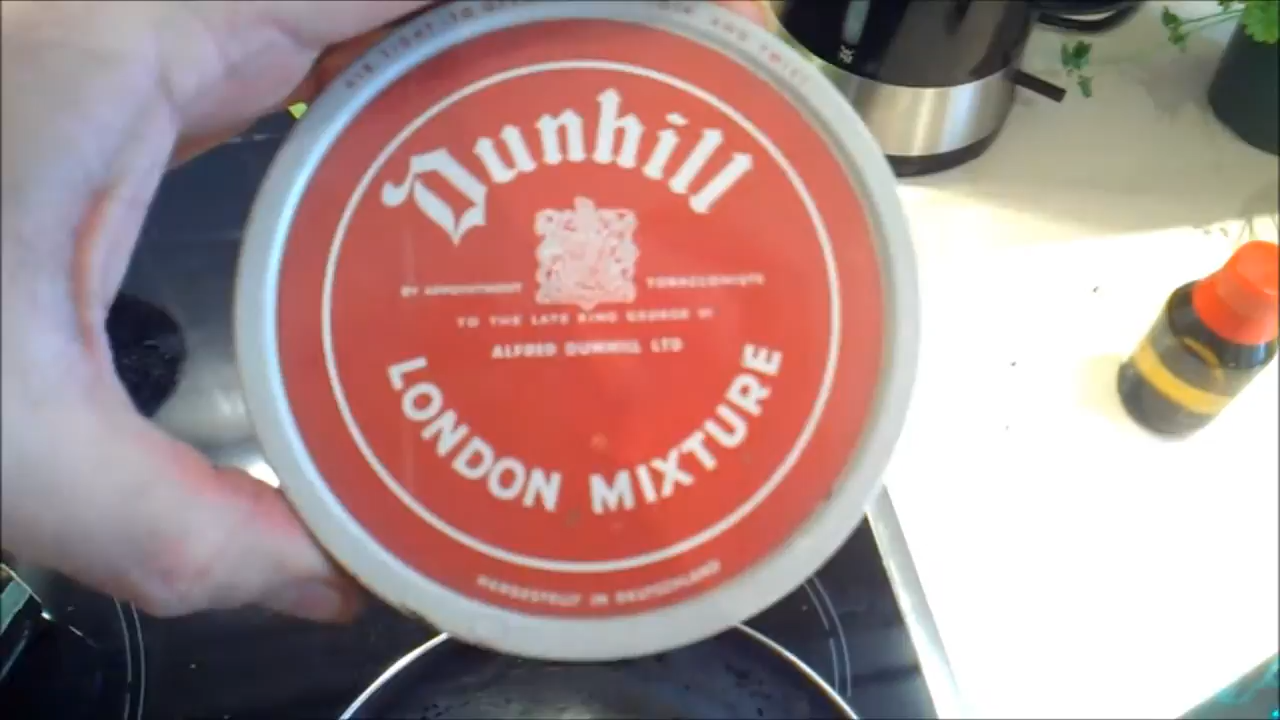 Dunhill
BY APPOINTMENT TOBACCONISTS
TO THE LATE KING GEORGE VI
ALFRED DUNHILL LTD
LONDON MIXTURE
HERGESTELLT IN DEUTSCHLAND